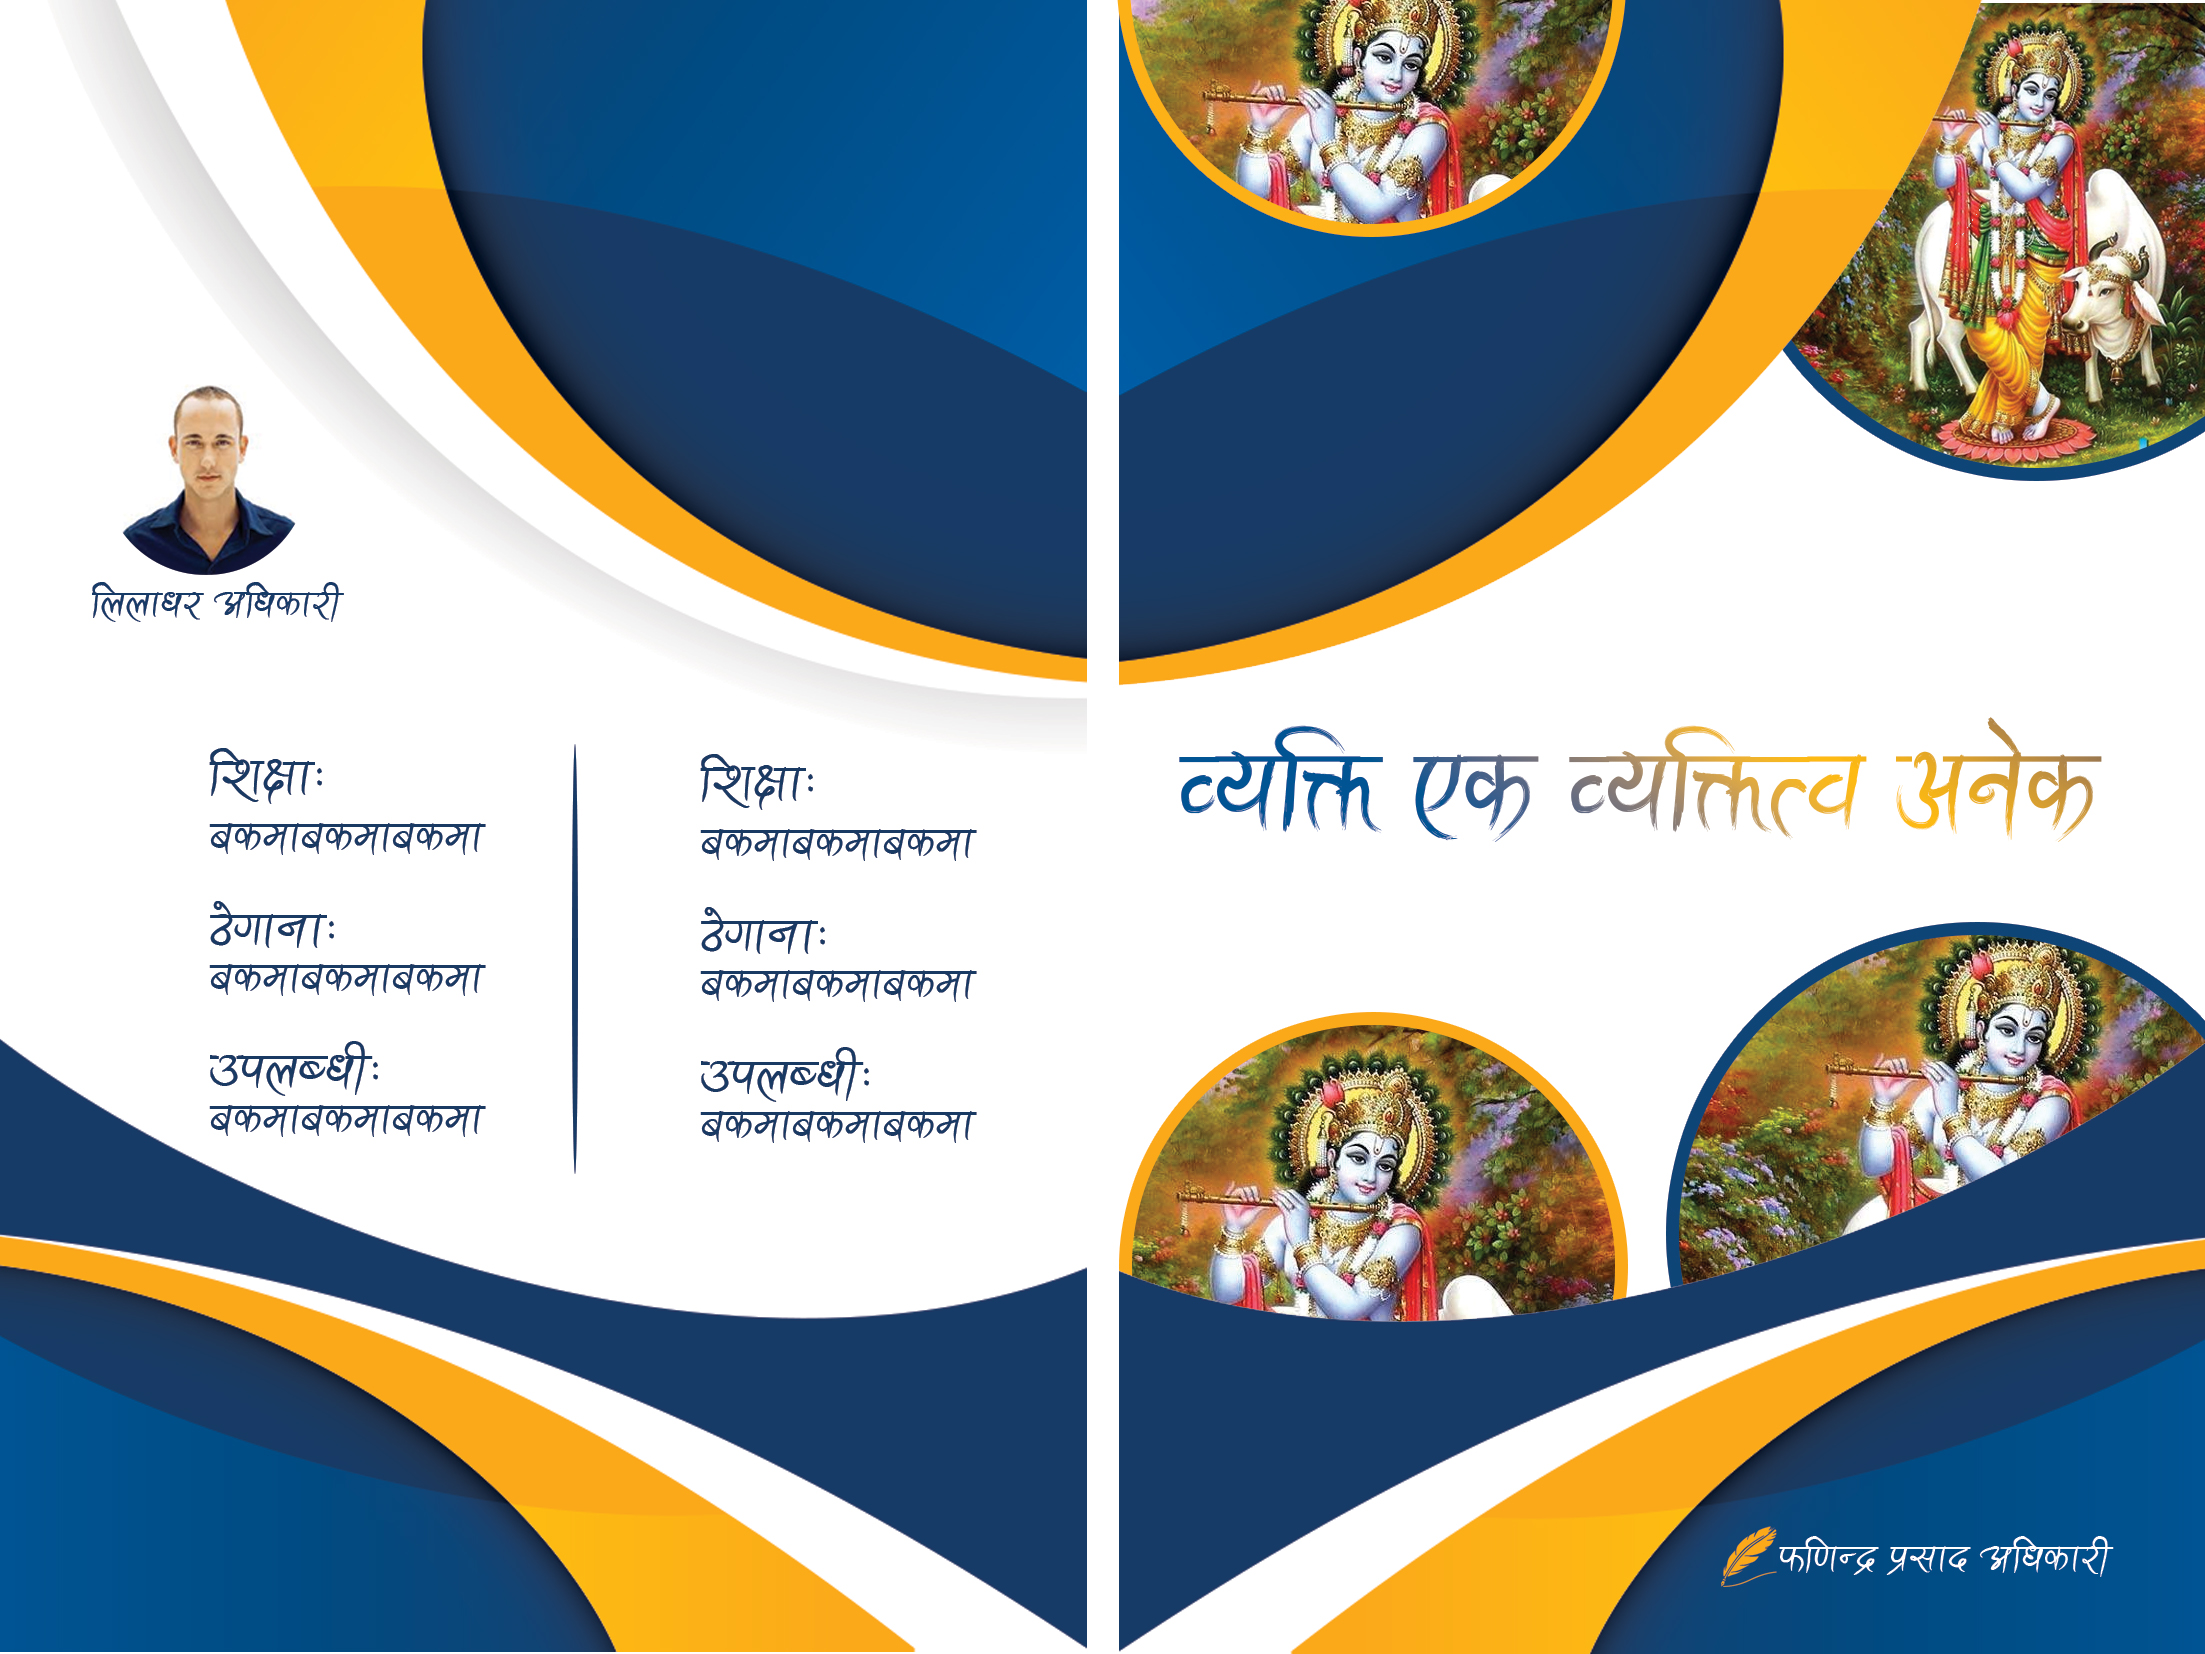 लिलाधर अधिकारी
शिक्षाः
बकमाबकमाबकमा
ठेगानाः
बकमाबकमाबकमा
उपलब्धीः
बकमाबकमाबकमा
शिक्षाः
बकमाबकमाबकमा
ठेगानाः
बकमाबकमाबकमा
उपलब्धीः
बकमाबकमाबकमा
व्यक्ति एक व्यक्तित्व अनेक
फणिन्द्र प्रसाद अधिकारी